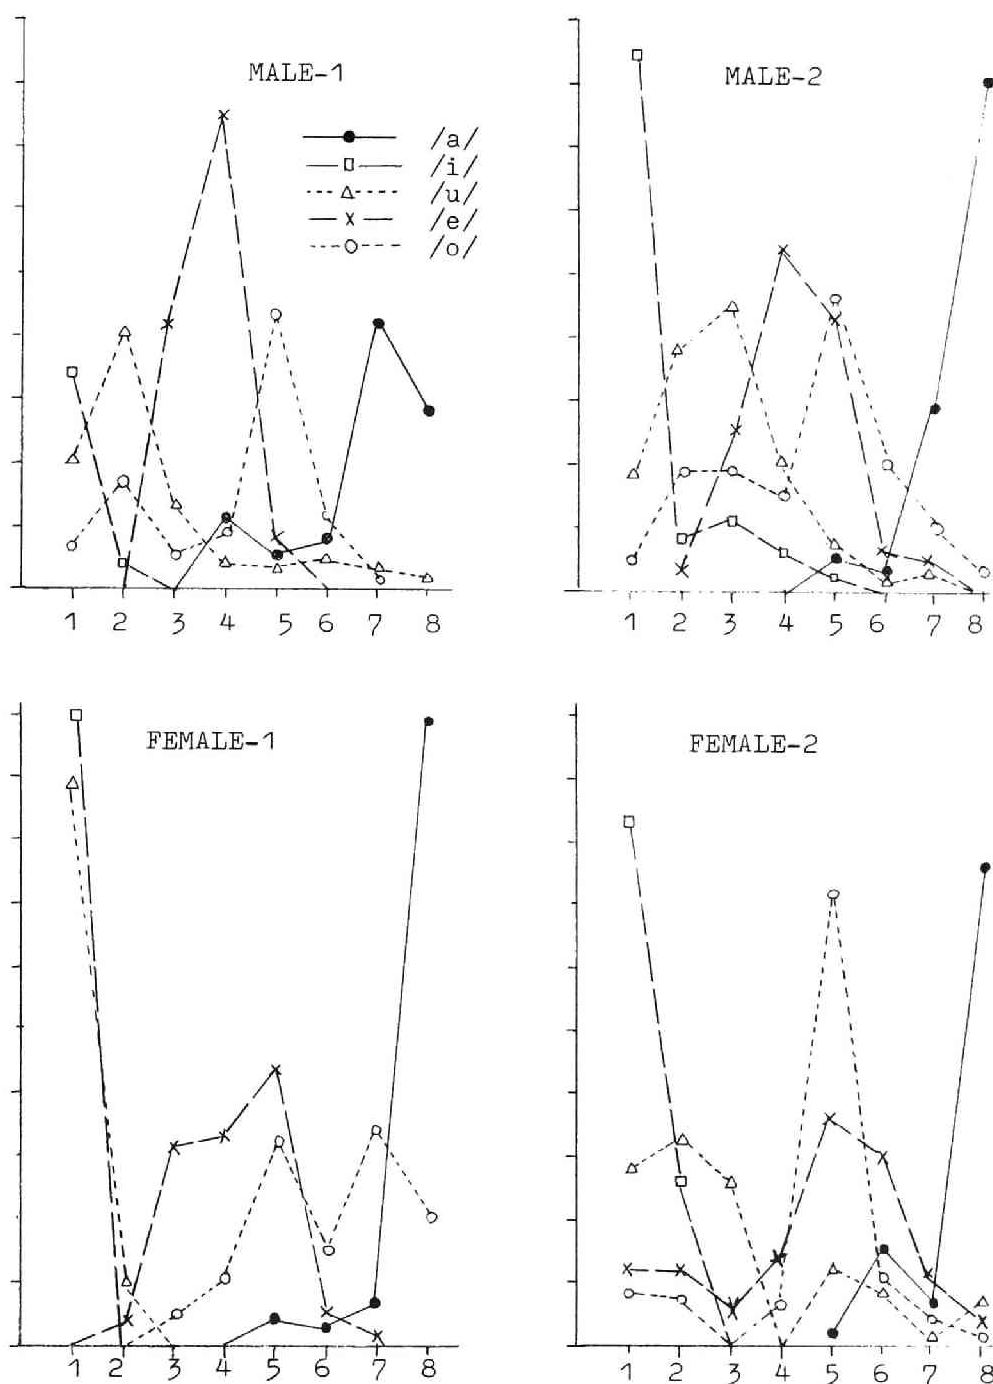 MALE-1
/a/
/i/
/u/
/e/
/o/
1 2 3 4 5 6 7 8
MALE-2
1 2 3 4 5 6 7 8
FEMALE-1
1 2 3 4 5 6 7 8
FEMALE-2
1 2 3 4 5 6 7 8